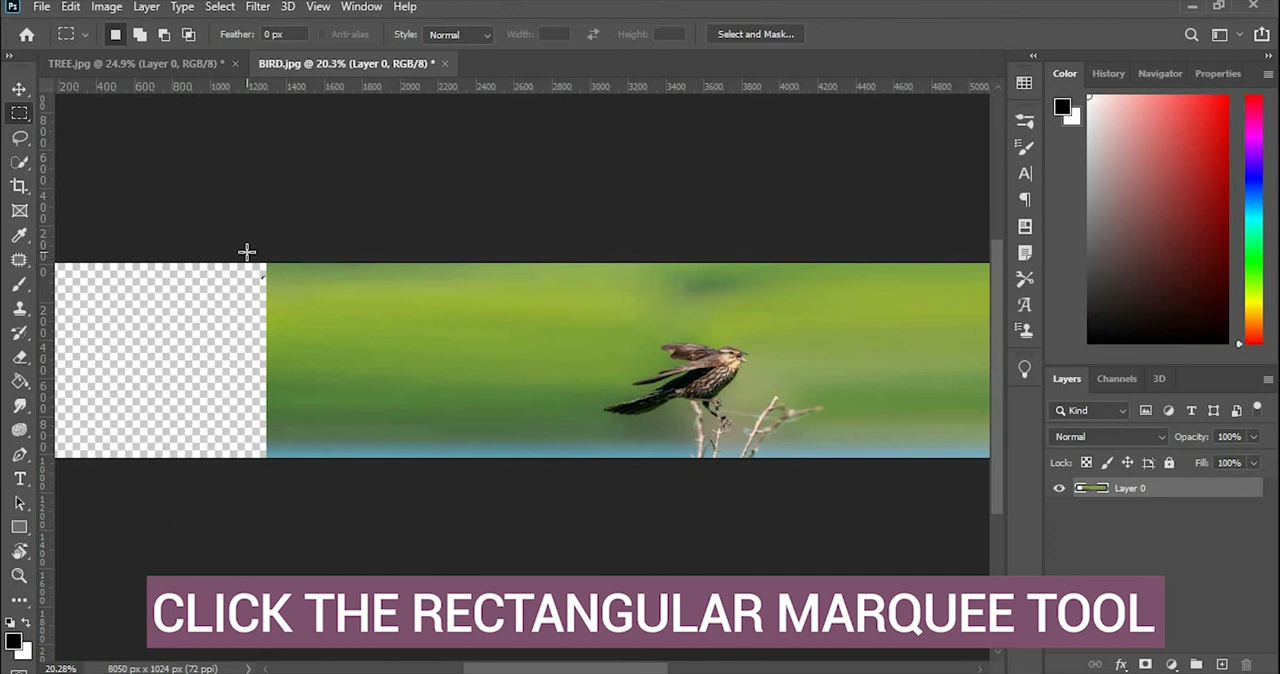 Ps File Edit Image Layer Type Select Filter 3D View Window Help
Feather: 0 px Anti-alias Style: Normal Width: Height: Select and Mask...
TREE.jpg @ 24.9% (Layer 0, RGB/8) * × BIRD.jpg @ 20.3% (Layer 0, RGB/8) * ×
200 400 600 800 1000 1200 1400 1600 1800 2000 2200 2400 2600 2800 3000 3200 3400 3600 3800 4000 4200 4400 4600 4800 5000
Color History Navigator Properties
Layers Channels 3D
Kind
Normal Opacity: 100%
Lock: Fill: 100%
Layer 0
CLICK THE RECTANGULAR MARQUEE TOOL
20.28% 8050 px x 1024 px (72 ppi)